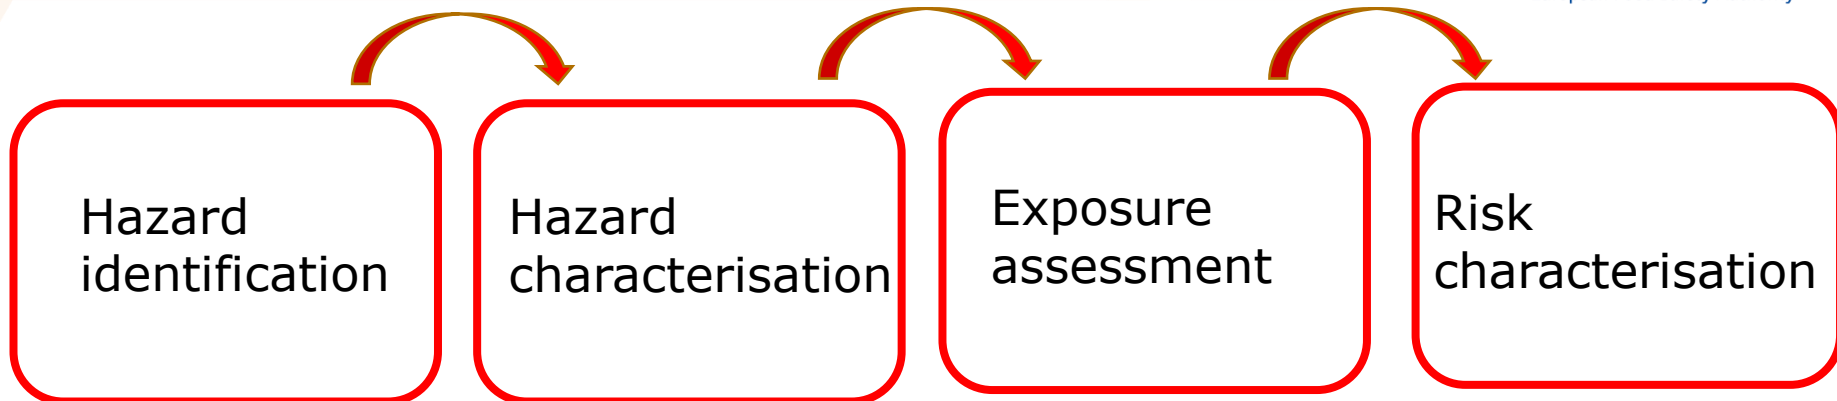 Hazard
identification
Hazard
characterisation
Exposure
assessment
Risk
characterisation